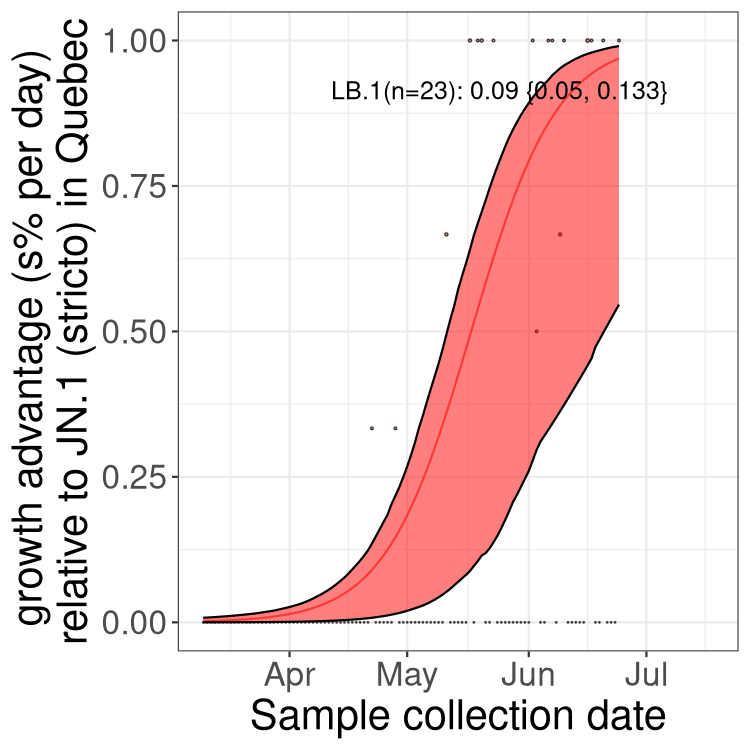 growth advantage (s% per day)
relative to JN.1 (stricto) in Quebec
1.00
0.75
0.50
0.25
0.00
LB.1(n=23): 0.09 {0.05, 0.133}
Apr May Jun Jul
Sample collection date